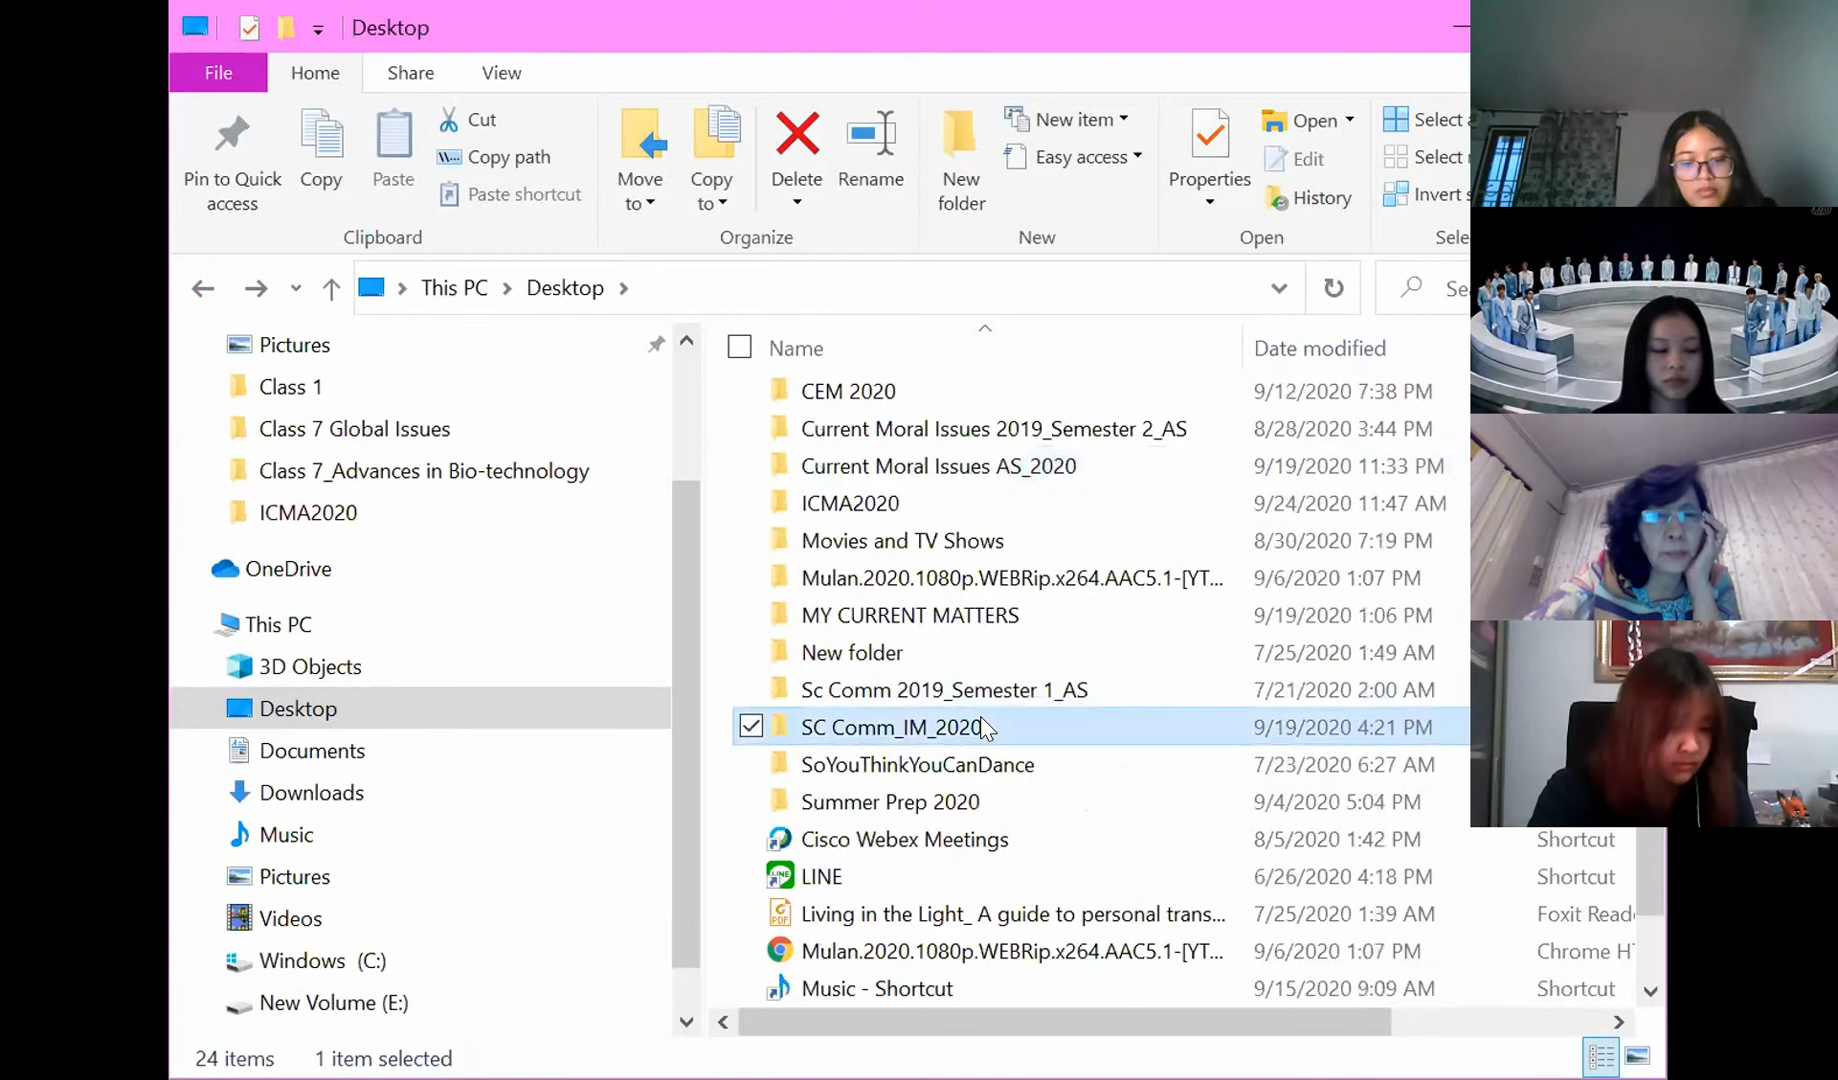 Desktop
File Home Share View
Pin to Quick access
Copy
Paste
Cut
Copy path
Paste shortcut
Clipboard
Move to
Copy to
Delete
Rename
Organize
New folder
New item
Easy access
New
Properties
Open
Edit
History
Open
Select a
Select n
Invert s
Sele
This PC Desktop
Sea
Pictures
Class 1
Class 7 Global Issues
Class 7_Advances in Bio-technology
ICMA2020
OneDrive
This PC
3D Objects
Desktop
Documents
Downloads
Music
Pictures
Videos
Windows (C:)
New Volume (E:)
Name Date modified
CEM 2020 9/12/2020 7:38 PM
Current Moral Issues 2019_Semester 2_AS 8/28/2020 3:44 PM
Current Moral Issues AS_2020 9/19/2020 11:33 PM
ICMA2020 9/24/2020 11:47 AM
Movies and TV Shows 8/30/2020 7:19 PM
Mulan.2020.1080p.WEBRip.x264.AAC5.1-[YT... 9/6/2020 1:07 PM
MY CURRENT MATTERS 9/19/2020 1:06 PM
New folder 7/25/2020 1:49 AM
Sc Comm 2019_Semester 1_AS 7/21/2020 2:00 AM
SC Comm_IM_2020 9/19/2020 4:21 PM
SoYouThinkYouCanDance 7/23/2020 6:27 AM
Summer Prep 2020 9/4/2020 5:04 PM
Cisco Webex Meetings 8/5/2020 1:42 PM Shortcut
LINE 6/26/2020 4:18 PM Shortcut
Living in the Light_ A guide to personal trans... 7/25/2020 1:39 AM Foxit Read
Mulan.2020.1080p.WEBRip.x264.AAC5.1-[YT... 9/6/2020 1:07 PM Chrome H
Music - Shortcut 9/15/2020 9:09 AM Shortcut
24 items 1 item selected